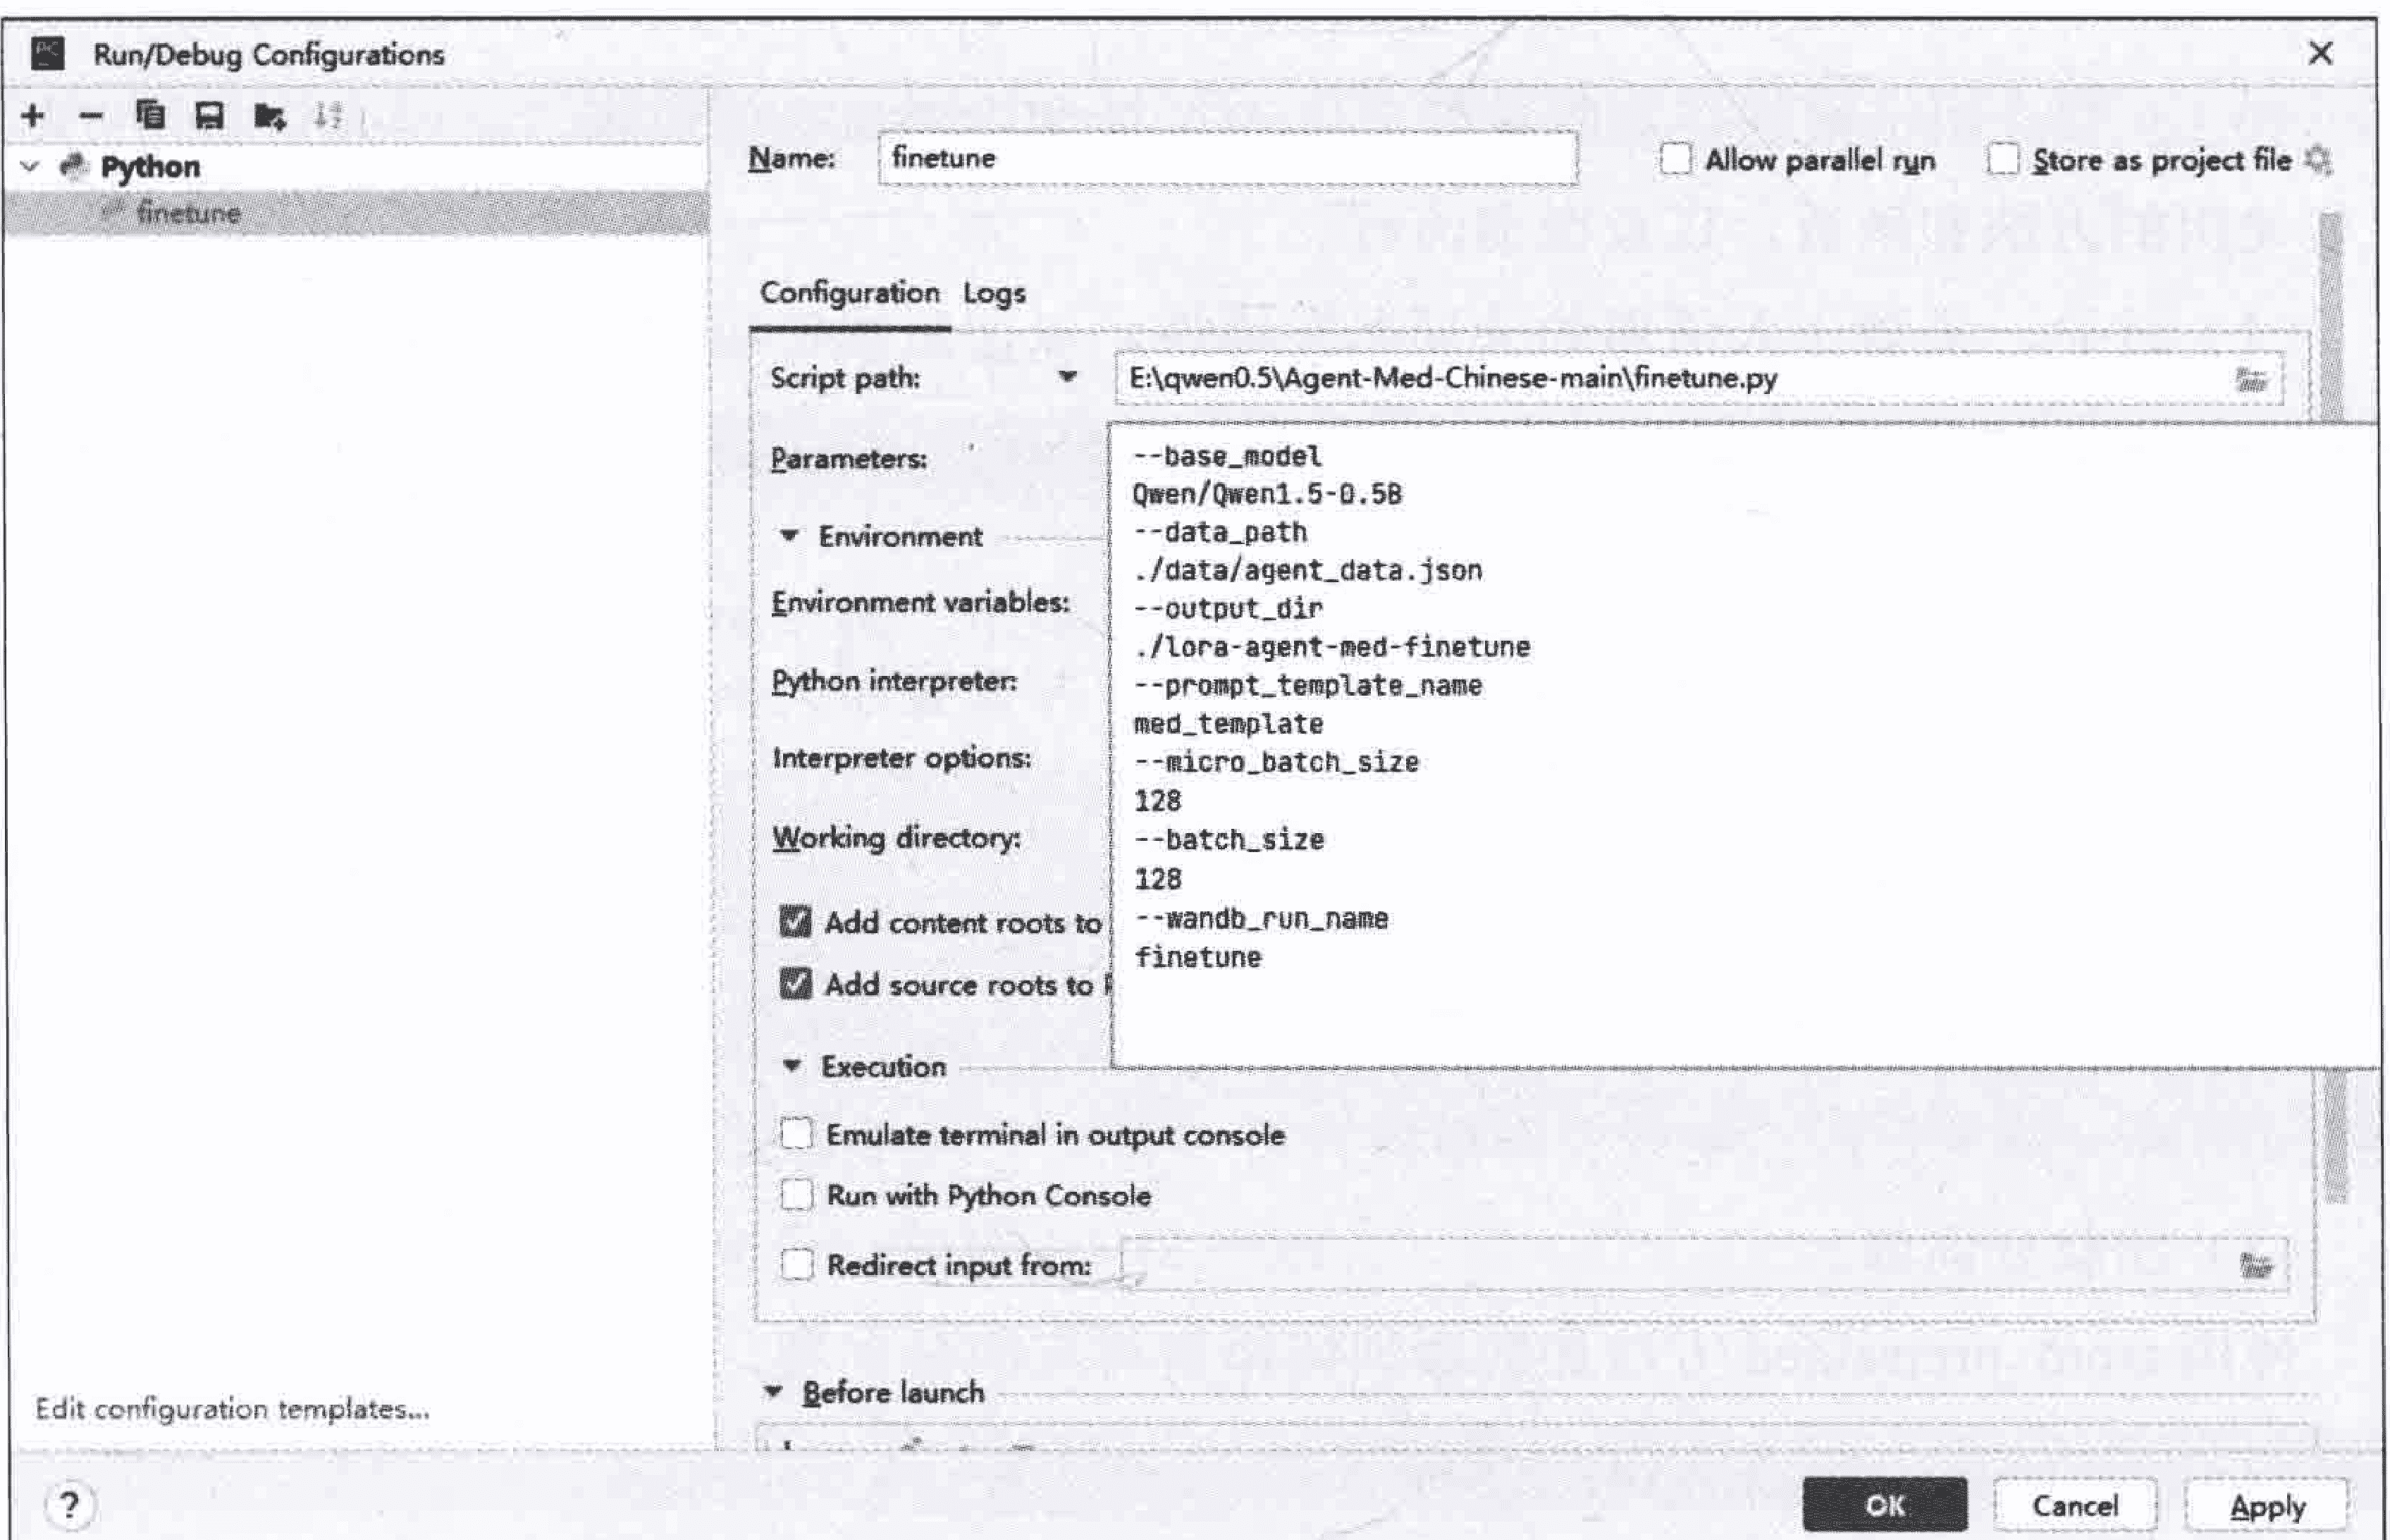 Run/Debug Configurations
Python
finetune
Name: finetune
Allow parallel run
Store as project file
Configuration Logs
Script path: E:\qwen0.5\Agent-Med-Chinese-main\finetune.py
Parameters:
--base_model
Qwen/Qwen1.5-0.5B
--data_path
./data/agent_data.json
--output_dir
./lora-agent-med-finetune
--prompt_template_name
med_template
--micro_batch_size
128
--batch_size
128
--wandb_run_name
finetune
Environment
Environment variables:
Python interpreter:
Interpreter options:
Working directory:
Add content roots to
Add source roots to
Execution
Emulate terminal in output console
Run with Python Console
Redirect input from:
Before launch
Edit configuration templates...
?
OK Cancel Apply